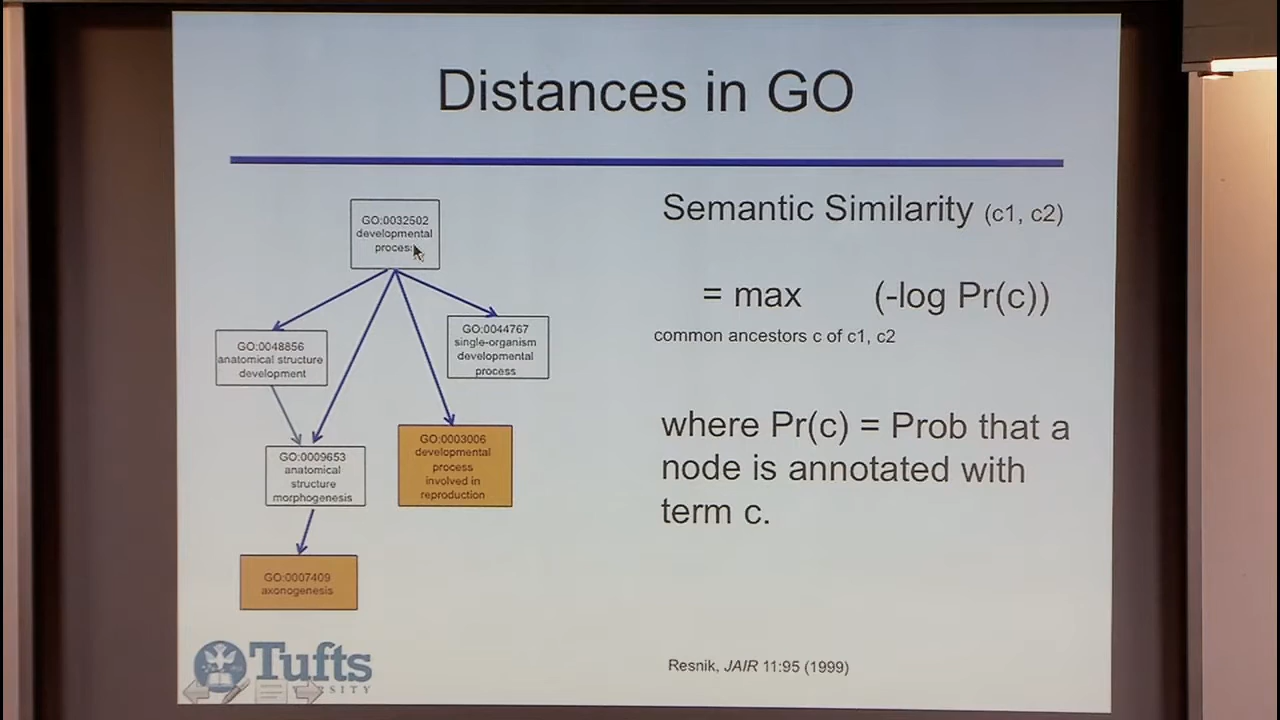 Distances in GO
GO:0032502
developmental
process
GO:0048856
anatomical structure
development
GO:0044767
single-organism
developmental
process
GO:0009653
anatomical
structure
morphogenesis
GO:0003006
developmental
process
involved in
reproduction
GO:0007409
axonogenesis
Semantic Similarity (c1, c2)
= max (-log Pr(c))
common ancestors c of c1, c2
where Pr(c) = Prob that a
node is annotated with
term c.
Resnik, JAIR 11:95 (1999)
Tufts